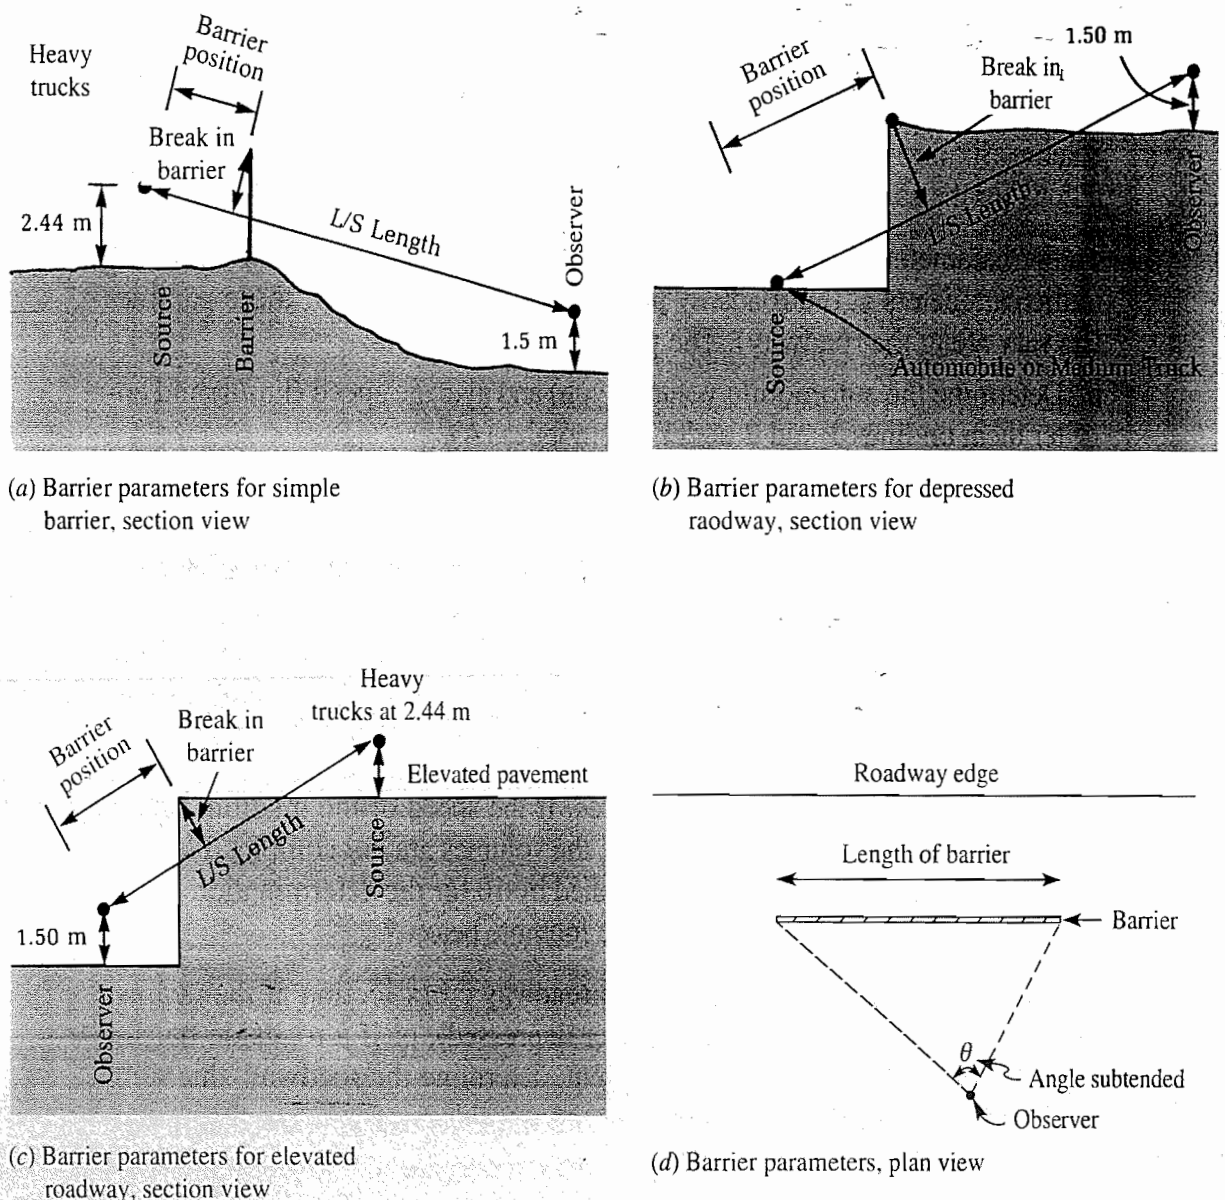 Heavy
trucks
Barrier
position
Break in
barrier
2.44 m
L/S Length
Observer
1.5 m
Source
Barrier
(a) Barrier parameters for simple
barrier, section view
1.50 m
Barrier
position
Break in
barrier
L/S Length
Observer
Source
Automobile or Medium Truck
(b) Barrier parameters for depressed
raodway, section view
Heavy
trucks at 2.44 m
Barrier
position
Break in
barrier
Elevated pavement
L/S Length
Source
1.50 m
Observer
(c) Barrier parameters for elevated
roadway, section view
Roadway edge
Length of barrier
Barrier
θ
Angle subtended
Observer
(d) Barrier parameters, plan view